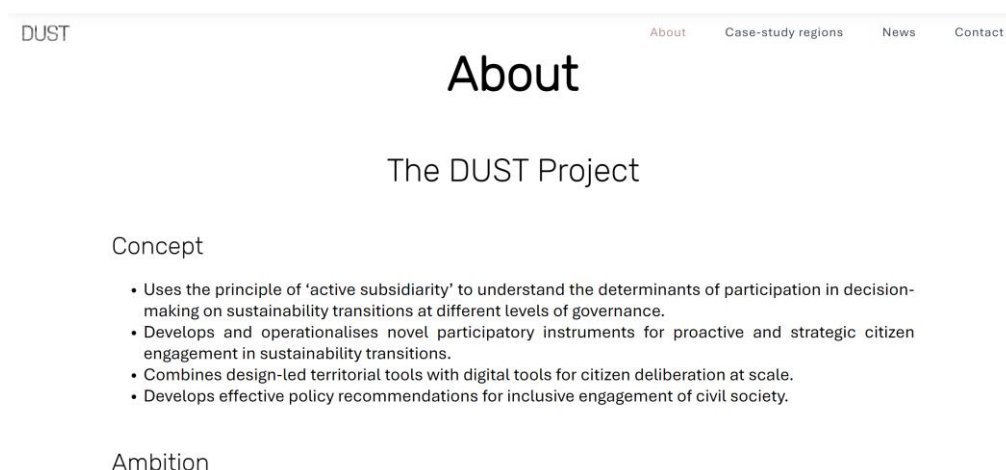 DUST
About Case-study regions News Contact
About
The DUST Project
Concept
• Uses the principle of ‘active subsidiarity’ to understand the determinants of participation in decision-
making on sustainability transitions at different levels of governance.
• Develops and operationalises novel participatory instruments for proactive and strategic citizen
engagement in sustainability transitions.
• Combines design-led territorial tools with digital tools for citizen deliberation at scale.
• Develops effective policy recommendations for inclusive engagement of civil society.
Ambition